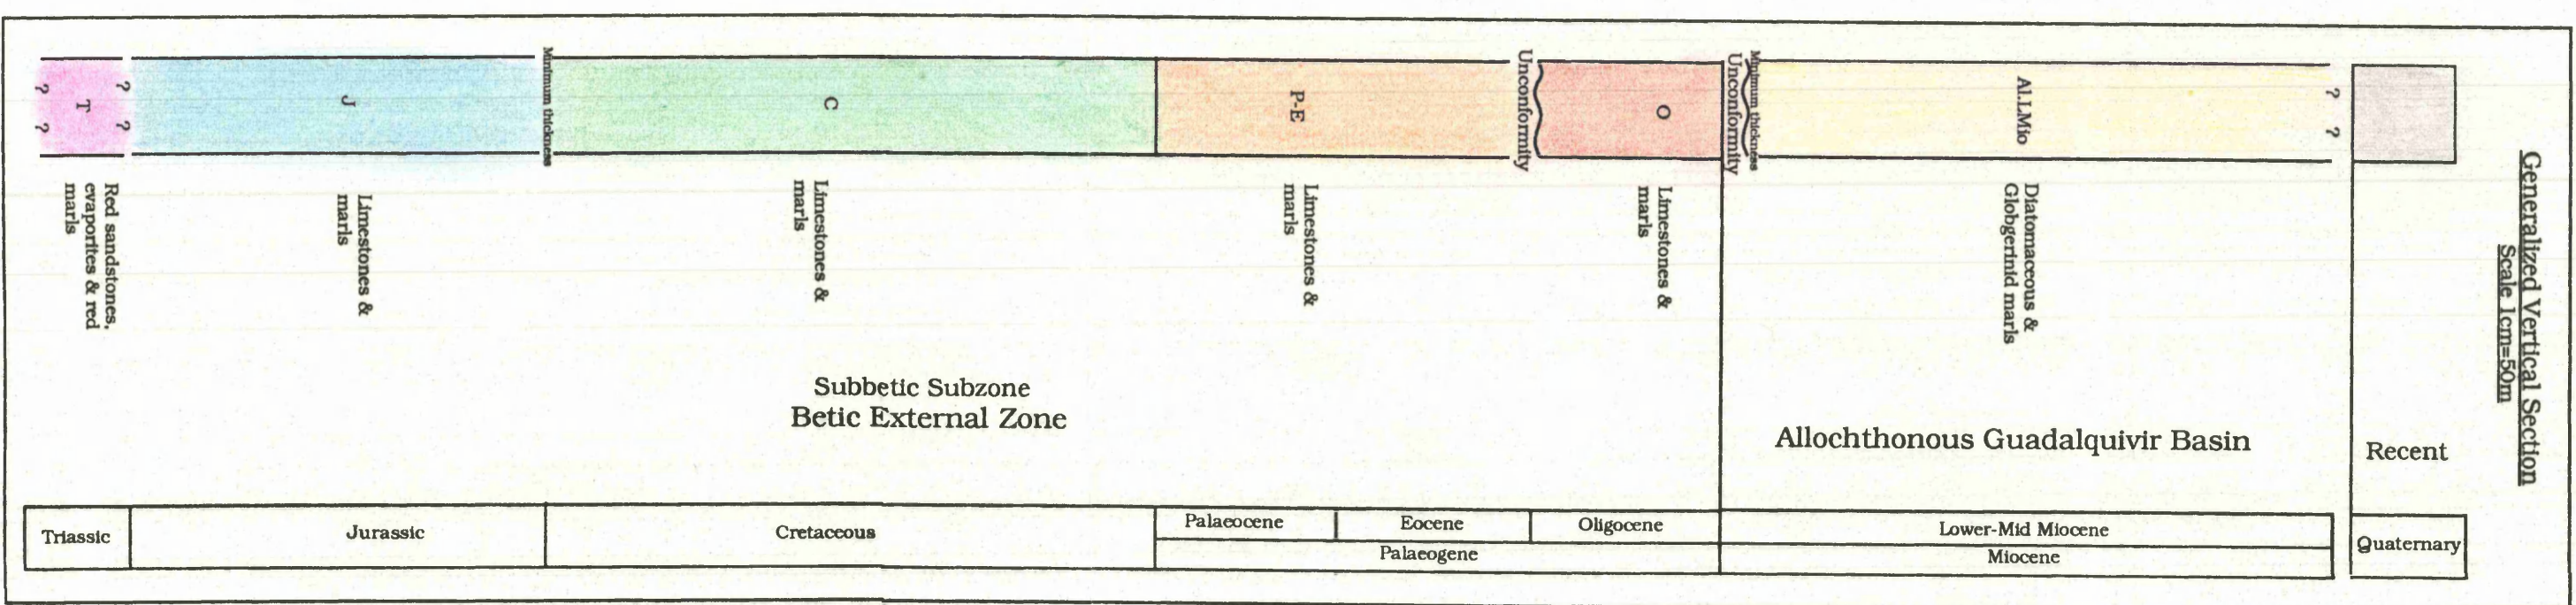 Generalized Vertical Section
Scale 1cm=50m
? ?
T
? ?
J
Minimum thickness
C
P-E
Unconformity
O
Unconformity
Minimum thickness
Al.LMio
? ?
Red sandstones,
evaporites & red
marls
Limestones &
marls
Limestones &
marls
Limestones &
marls
Limestones &
marls
Diatomaceous &
Globgerinid marls
Subbetic Subzone
Betic External Zone
Allochthonous Guadalquivir Basin
Recent
Triassic
Jurassic
Cretaceous
Palaeocene
Eocene
Oligocene
Palaeogene
Lower-Mid Miocene
Miocene
Quaternary